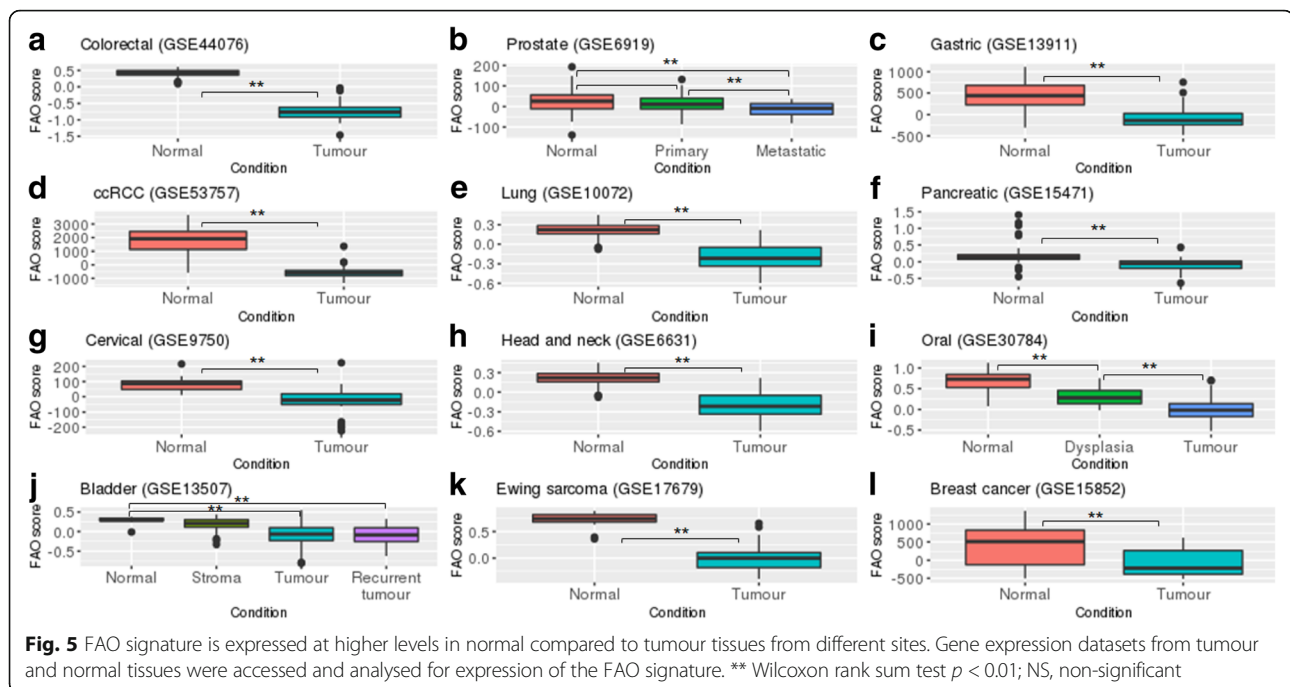 a Colorectal (GSE44076)
FAO score
0.5
0.0
-0.5
-1.0
-1.5
**
Normal Tumour
Condition
b Prostate (GSE6919)
FAO score
200
100
0
-100
**
**
Normal Primary Metastatic
Condition
c Gastric (GSE13911)
FAO score
1000
500
0
-500
**
Normal Tumour
Condition
d ccRCC (GSE53757)
FAO score
3000
2000
1000
0
-1000
**
Normal Tumour
Condition
e Lung (GSE10072)
FAO score
0.3
0.0
-0.3
-0.6
**
Normal Tumour
Condition
f Pancreatic (GSE15471)
FAO score
1.5
1.0
0.5
0.0
-0.5
**
Normal Tumour
Condition
g Cervical (GSE9750)
FAO score
200
100
0
-100
-200
**
Normal Tumour
Condition
h Head and neck (GSE6631)
FAO score
0.3
0.0
-0.3
-0.6
**
Normal Tumour
Condition
i Oral (GSE30784)
FAO score
1.0
0.5
0.0
-0.5
**
**
Normal Dysplasia Tumour
Condition
j Bladder (GSE13507)
FAO score
0.5
0.0
-0.5
**
**
Normal Stroma Tumour Recurrent
tumour
Condition
k Ewing sarcoma (GSE17679)
FAO score
0.5
0.0
**
Normal Tumour
Condition
l Breast cancer (GSE15852)
FAO score
1000
500
0
-500
**
Normal Tumour
Condition
Fig. 5 FAO signature is expressed at higher levels in normal compared to tumour tissues from different sites. Gene expression datasets from tumour
and normal tissues were accessed and analysed for expression of the FAO signature. ** Wilcoxon rank sum test p < 0.01; NS, non-significant